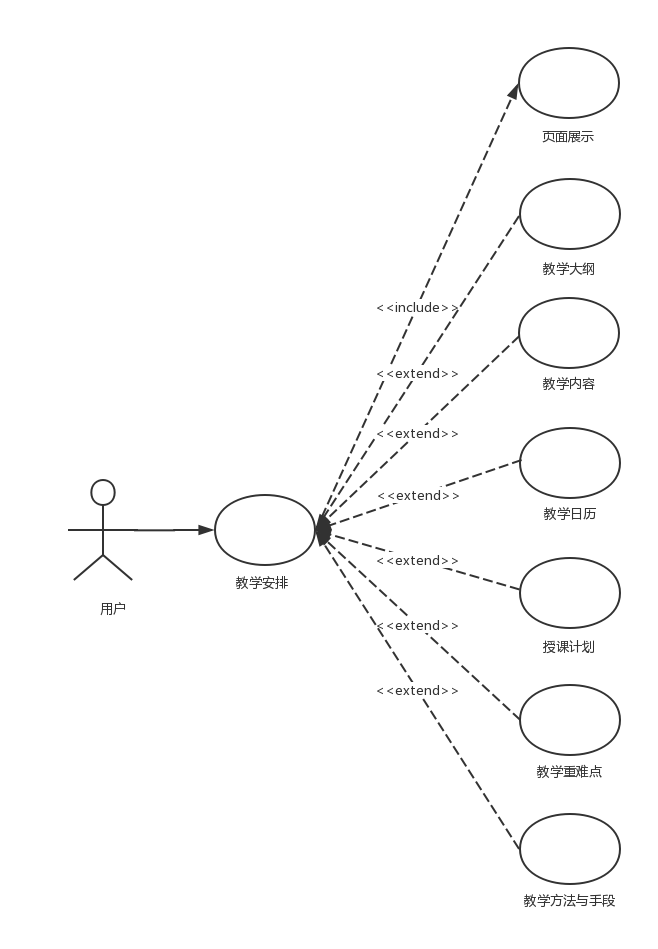 页面展示
教学大纲
<<include>>
<<extend>>
教学内容
<<extend>>
<<extend>>
教学日历
<<extend>>
教学安排
用户
<<extend>>
授课计划
<<extend>>
教学重难点
教学方法与手段